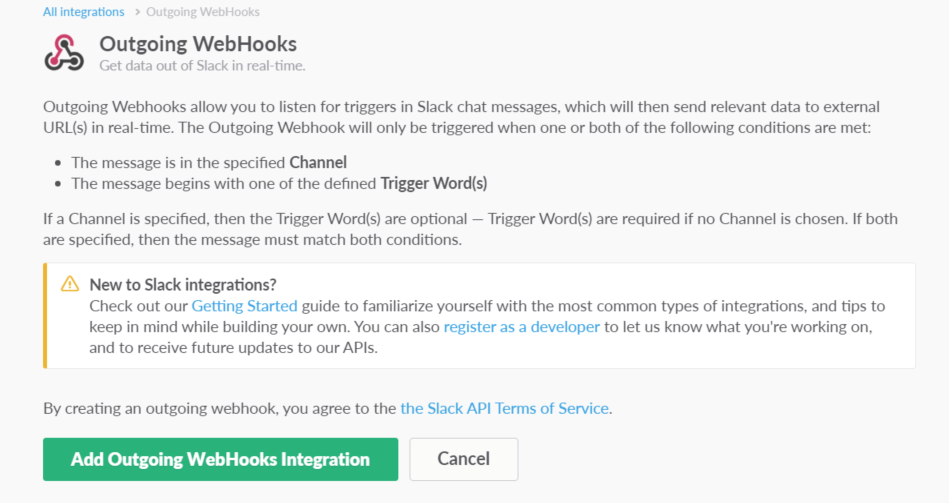 All integrations > Outgoing WebHooks
Outgoing WebHooks
Get data out of Slack in real-time.
Outgoing Webhooks allow you to listen for triggers in Slack chat messages, which will then send relevant data to external
URL(s) in real-time. The Outgoing Webhook will only be triggered when one or both of the following conditions are met:
• The message is in the specified Channel
• The message begins with one of the defined Trigger Word(s)
If a Channel is specified, then the Trigger Word(s) are optional — Trigger Word(s) are required if no Channel is chosen. If both
are specified, then the message must match both conditions.
New to Slack integrations?
Check out our Getting Started guide to familiarize yourself with the most common types of integrations, and tips to
keep in mind while building your own. You can also register as a developer to let us know what you're working on,
and to receive future updates to our APIs.
By creating an outgoing webhook, you agree to the the Slack API Terms of Service.
Add Outgoing WebHooks Integration
Cancel